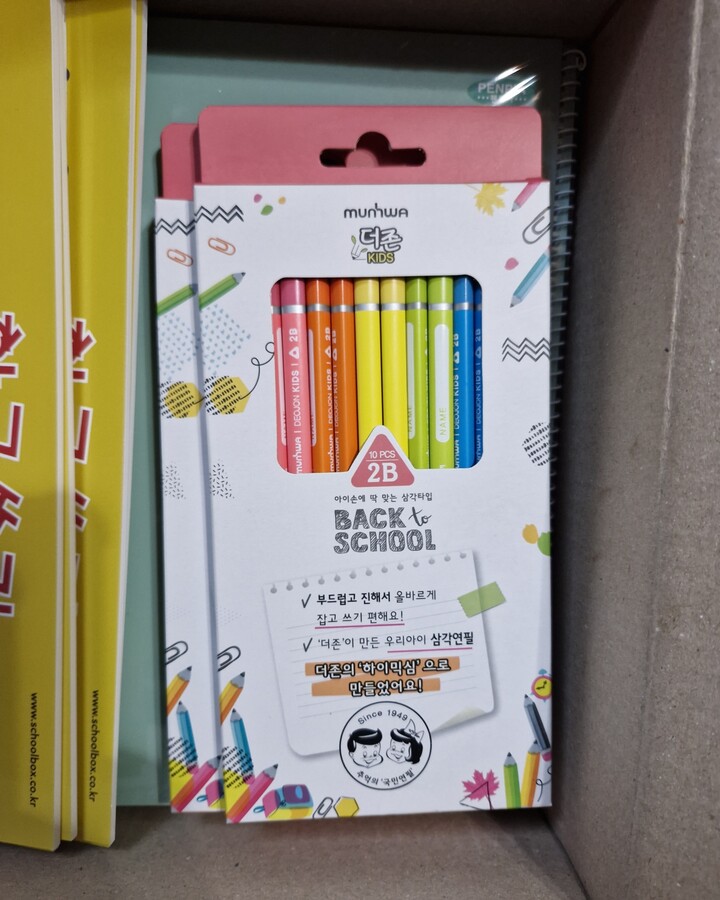 PENCIL
munhwa
더존
KIDS
munhwa | DEOJON KIDS | 2B
NAME
NAME
10 PCS
2B
아이손에 딱 맞는 삼각타입
BACK to
SCHOOL
✓ 부드럽고 진해서 올바르게
잡고 쓰기 편해요!
✓ '더존'이 만든 우리아이 삼각연필
더존의 '하이믹심' 으로
만들었어요!
Since 1949
추억의 '국민연필'
www.schoolbox.co.kr
www.schoolbox.co.kr